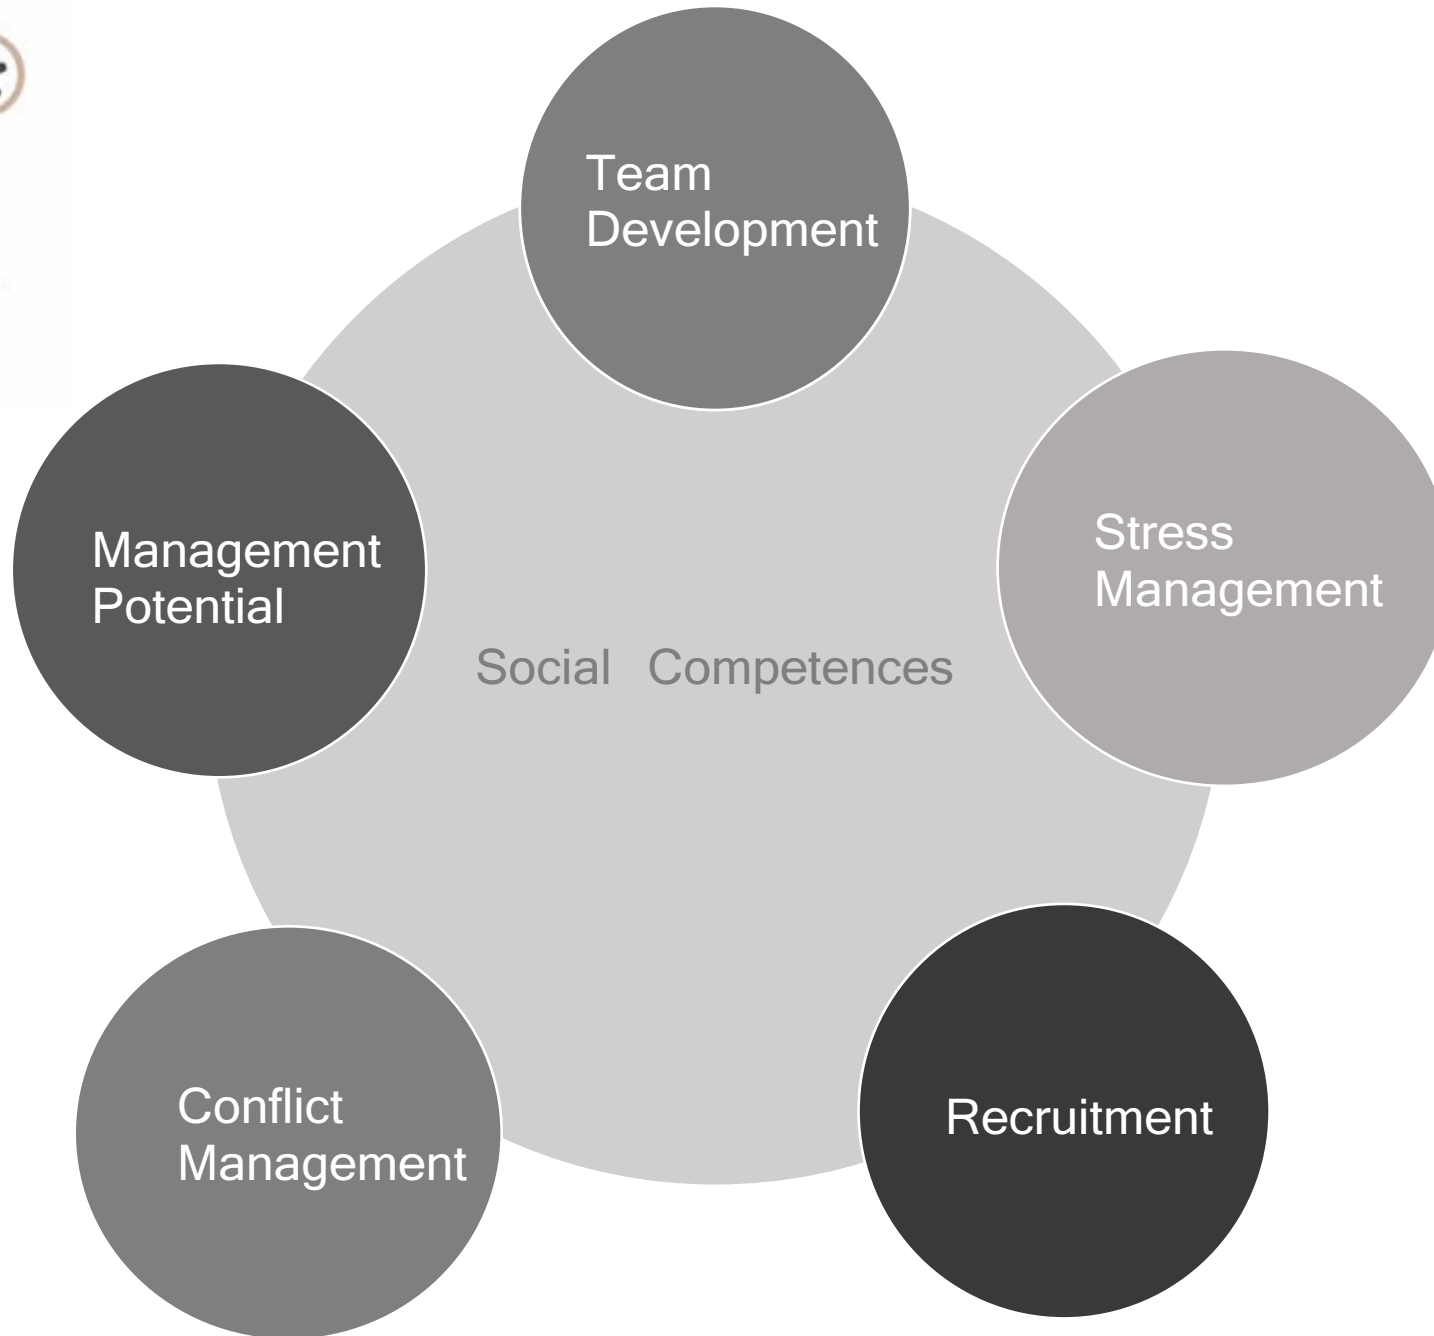 Team
Development
Stress
Management
Management
Potential
Social Competences
Conflict
Management
Recruitment